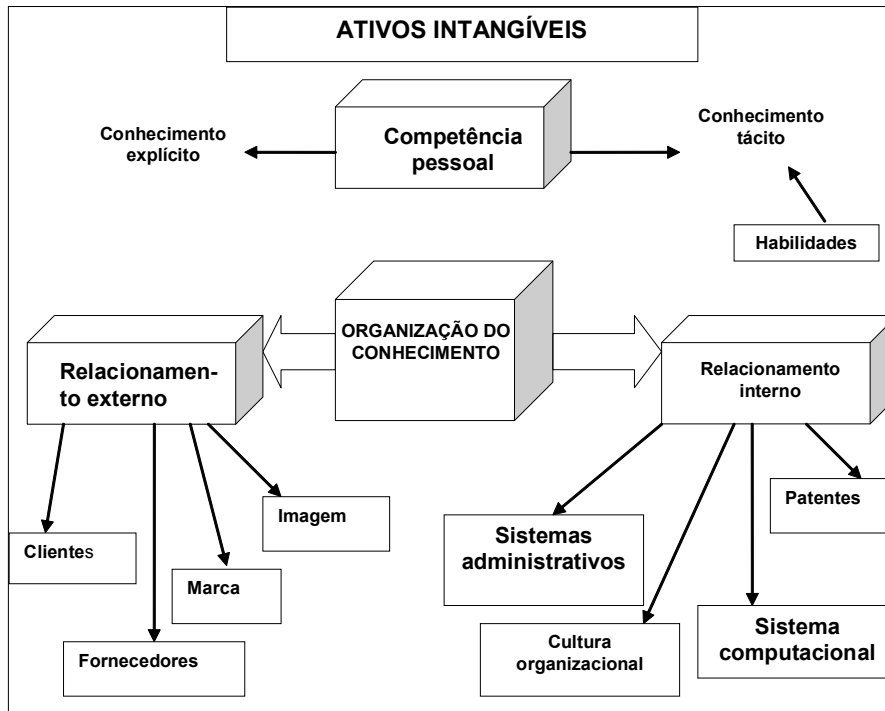 ATIVOS INTANGÍVEIS
Conhecimento
explícito
Competência
pessoal
Conhecimento
tácito
Habilidades
ORGANIZAÇÃO DO
CONHECIMENTO
Relacionamen-
to externo
Relacionamento
interno
Clientes
Fornecedores
Marca
Imagem
Sistemas
administrativos
Cultura
organizacional
Sistema
computacional
Patentes